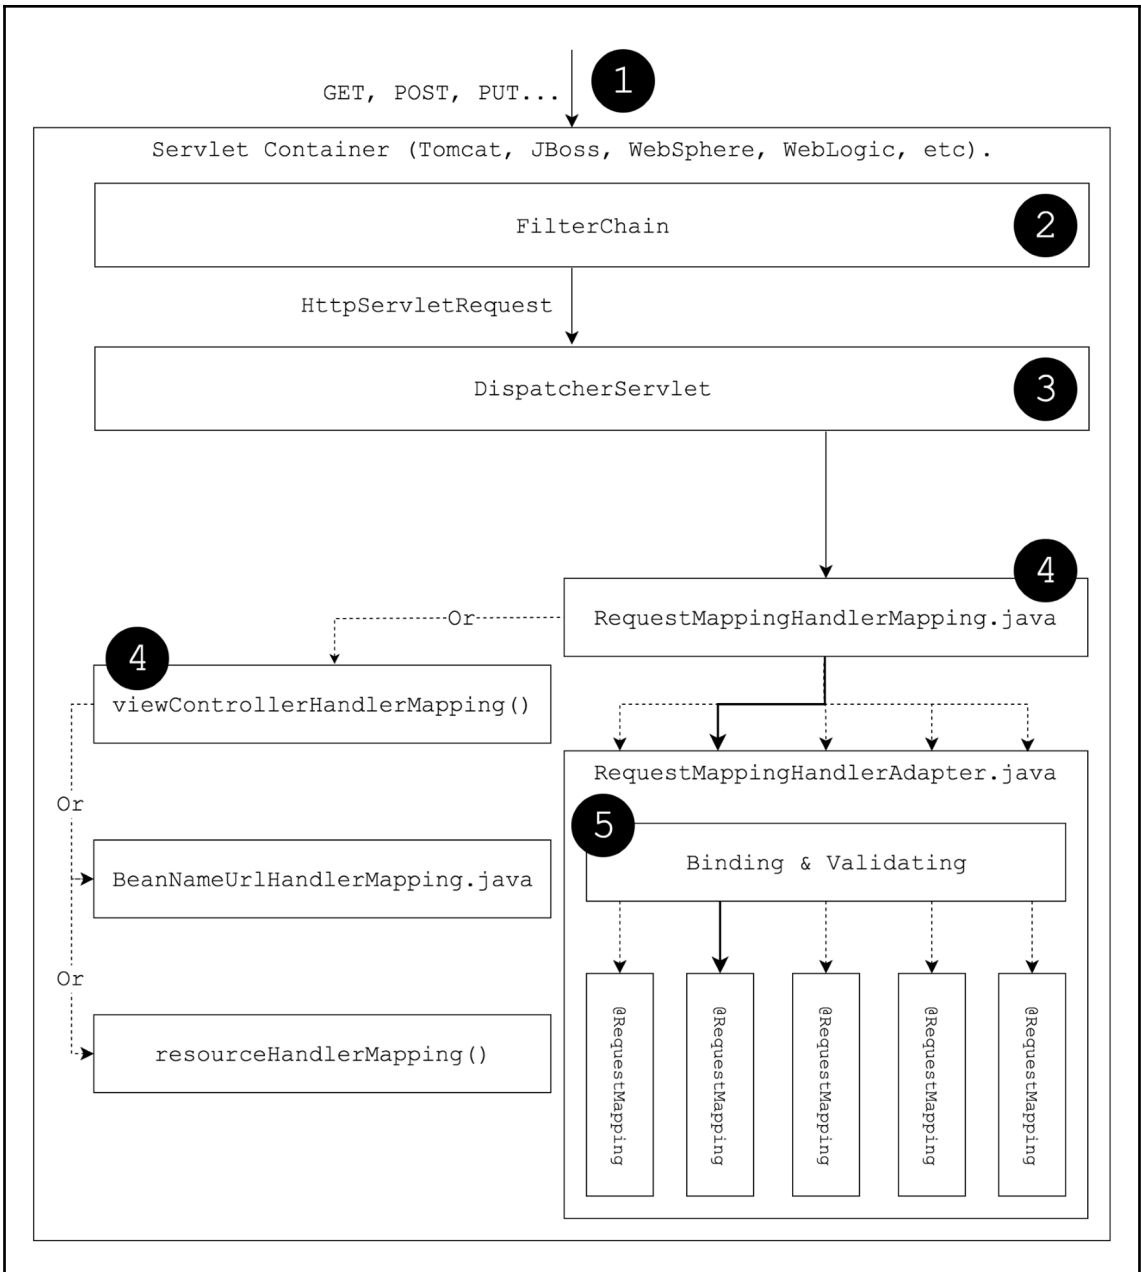 1
GET, POST, PUT...
Servlet Container (Tomcat, JBoss, WebSphere, WebLogic, etc).
FilterChain
2
HttpServletRequest
DispatcherServlet
3
4
RequestMappingHandlerMapping.java
Or
4
viewControllerHandlerMapping()
RequestMappingHandlerAdapter.java
Or
5
Binding & Validating
BeanNameUrlHandlerMapping.java
Or
resourceHandlerMapping()
@RequestMapping
@RequestMapping
@RequestMapping
@RequestMapping
@RequestMapping